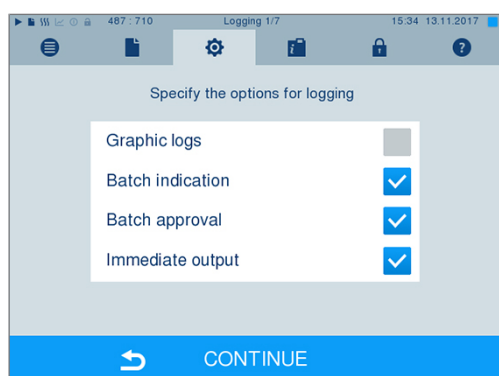 487 : 710 Logging 1/7 15:34 13.11.2017
Specify the options for logging
Graphic logs
Batch indication
Batch approval
Immediate output
CONTINUE